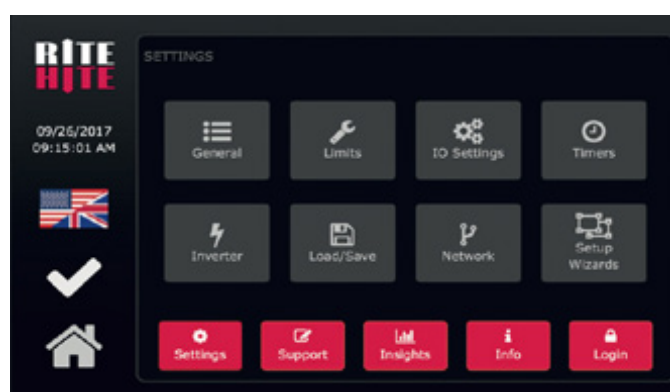 RITE
HITE
SETTINGS
09/26/2017
09:15:01 AM
General
Limits
IO Settings
Timers
Inverter
Load/Save
Network
Setup
Wizards
Settings
Support
Insights
Info
Login